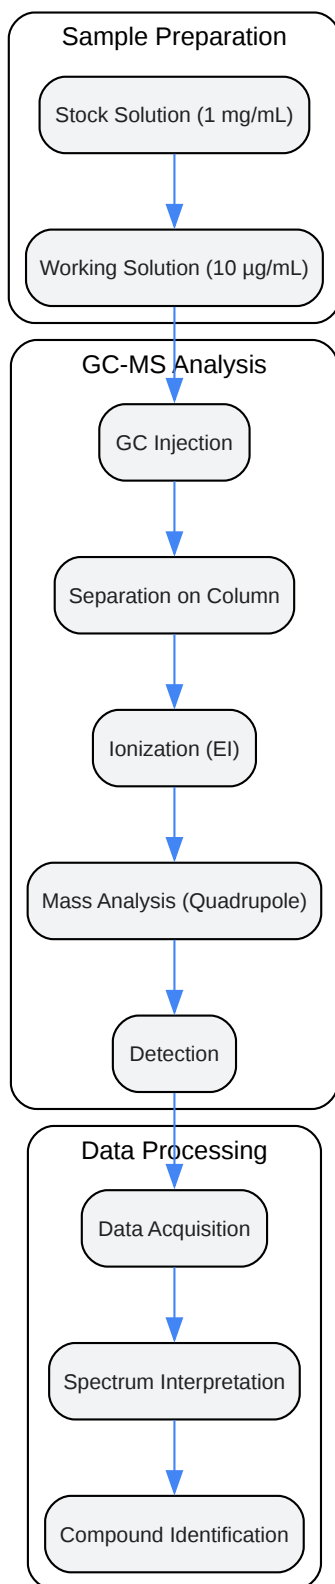 Sample Preparation
Stock Solution (1 mg/mL)
Working Solution (10 µg/mL)
GC-MS Analysis
GC Injection
Separation on Column
Ionization (EI)
Mass Analysis (Quadrupole)
Detection
Data Processing
Data Acquisition
Spectrum Interpretation
Compound Identification